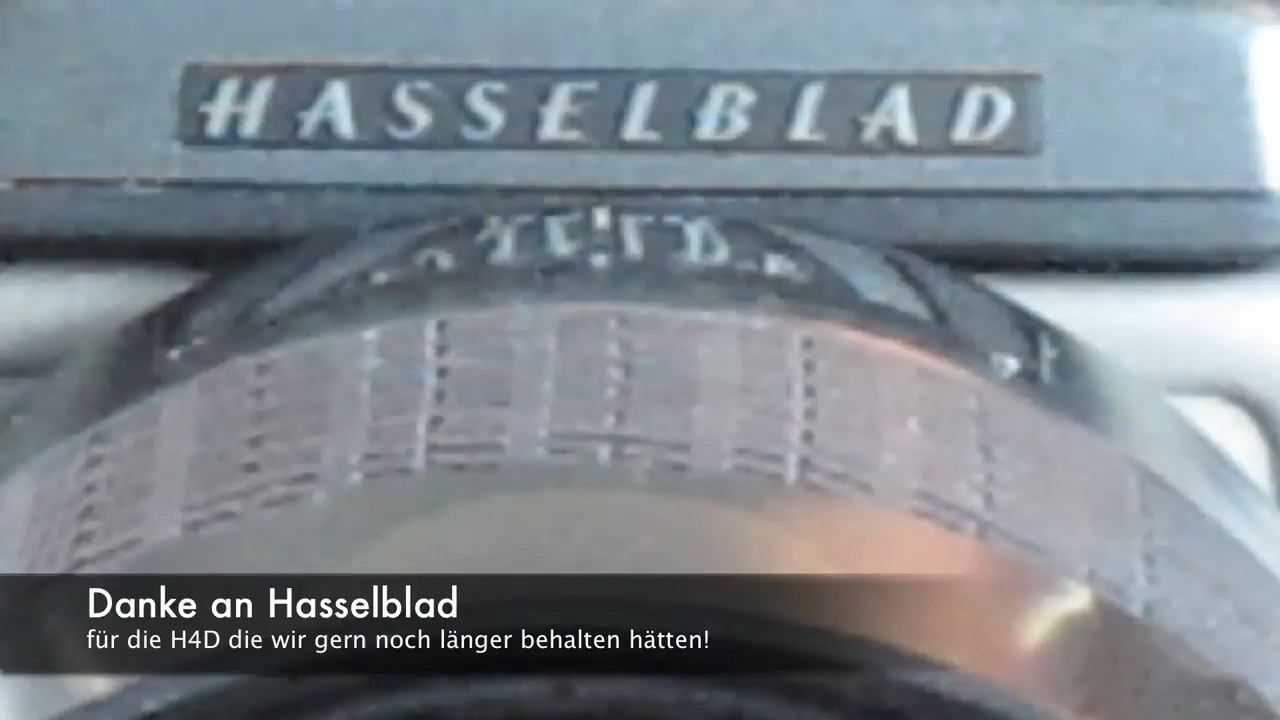 HASSELBLAD
Danke an Hasselblad
für die H4D die wir gern noch länger behalten hätten!